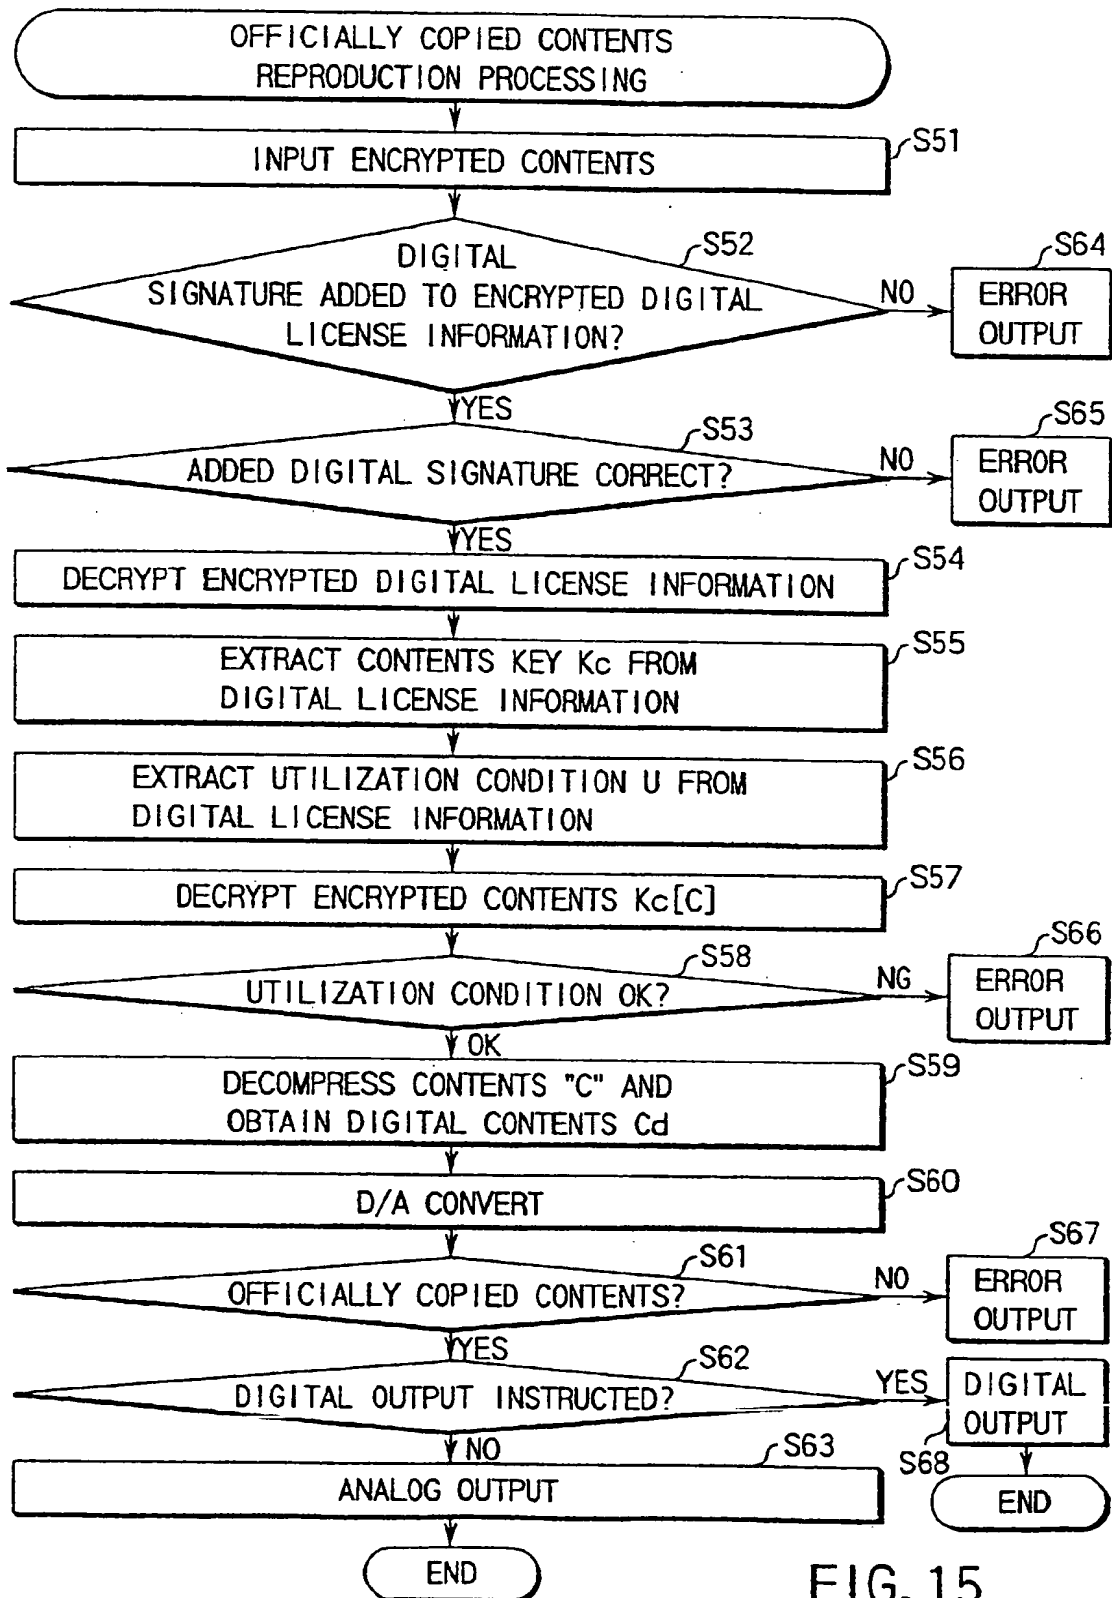 OFFICIALLY COPIED CONTENTS
REPRODUCTION PROCESSING
S51
INPUT ENCRYPTED CONTENTS
S52
DIGITAL
SIGNATURE ADDED TO ENCRYPTED DIGITAL
LICENSE INFORMATION?
NO
S64
ERROR
OUTPUT
YES
S53
ADDED DIGITAL SIGNATURE CORRECT?
NO
S65
ERROR
OUTPUT
YES
S54
DECRYPT ENCRYPTED DIGITAL LICENSE INFORMATION
S55
EXTRACT CONTENTS KEY Kc FROM
DIGITAL LICENSE INFORMATION
S56
EXTRACT UTILIZATION CONDITION U FROM
DIGITAL LICENSE INFORMATION
S57
DECRYPT ENCRYPTED CONTENTS Kc[C]
S58
UTILIZATION CONDITION OK?
NG
S66
ERROR
OUTPUT
OK
S59
DECOMPRESS CONTENTS "C" AND
OBTAIN DIGITAL CONTENTS Cd
S60
D/A CONVERT
S61
OFFICIALLY COPIED CONTENTS?
NO
S67
ERROR
OUTPUT
YES
S62
DIGITAL OUTPUT INSTRUCTED?
YES
DIGITAL
OUTPUT
S68
END
NO
S63
ANALOG OUTPUT
END
FIG. 15